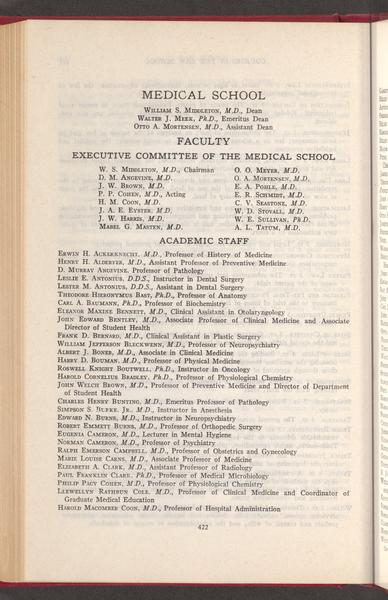 MEDICAL SCHOOL
WILLIAM S. MIDDLETON, M.D., Dean
WALTER J. MEEK, Ph.D., Emeritus Dean
OTTO A. MORTENSEN, M.D., Assistant Dean
FACULTY
EXECUTIVE COMMITTEE OF THE MEDICAL SCHOOL
W. S. MIDDLETON, M.D., Chairman
D. M. ANGEVINE, M.D.
J. W. BROWN, M.D.
P. P. COHEN, M.D., Acting
H. M. COON, M.D.
J. A. E. EYSTER, M.D.
J. W. HARRIS, M.D.
MABEL G. MASTEN, M.D.
O. O. MEYER, M.D.
O. A. MORTENSEN, M.D.
E. A. POHLE, M.D.
E. R. SCHMIDT, M.D.
C. V. SEASTONE, M.D.
W. D. STOVALL, M.D.
W. E. SULLIVAN, Ph.D.
A. L. TATUM, M.D.
ACADEMIC STAFF
ERWIN H. ACKERKNECHT, M.D., Professor of History of Medicine
HENRY H. ALDERYER, M.D., Assistant Professor of Preventive Medicine
D. MURRAY ANGEVINE, Professor of Pathology
LESLIE E. ANTONIUS, D.D.S., Instructor in Dental Surgery
LESTER M. ANTONIUS, D.D.S., Assistant in Dental Surgery
THEODORE HIERONYMUS BAST, Ph.D., Professor of Anatomy
CARL A. BAUMANN, Ph.D., Professor of Biochemistry
ELEANOR MAXINE BENNETT, M.D., Clinical Assistant in Otolaryngology
JOHN EDWARD BENTLEY, M.D., Associate Professor of Clinical Medicine and Associate
Director of Student Health
FRANK D. BERNARD, M.D., Clinical Assistant in Plastic Surgery
WILLIAM JEFFERSON BLECKWENN, M.D., Professor of Neuropsychiatry
ALBERT J. BONER, M.D., Associate in Clinical Medicine
HARRY D. BOUMAN, M.D., Professor of Physical Medicine
ROSWELL KNIGHT BOUTWELL, Ph.D., Instructor in Oncology
HAROLD CORNELIUS BRADLEY, Ph.D., Professor of Physiological Chemistry
JOHN WELCH BROWN, M.D., Professor of Preventive Medicine and Director of Department
of Student Health
CHARLES HENRY BUNTING, M.D., Emeritus Professor of Pathology
SIMPSON S. BURKE, JR., M.D., Instructor in Anesthesia
EDWARD N. BURNS, M.D., Instructor in Neuropsychiatry
ROBERT EMMETT BURNS, M.D., Professor of Orthopedic Surgery
EUGENIA CAMERON, M.D., Lecturer in Mental Hygiene
NORMAN CAMERON, M.D., Professor of Psychiatry
RALPH EMERSON CAMPBELL, M.D., Professor of Obstetrics and Gynecology
MARIE LOUISE CARNS, M.D., Associate Professor of Medicine
ELIZABETH A. CLARK, M.D., Assistant Professor of Radiology
PAUL FRANKLIN CLARK, Ph.D., Professor of Medical Microbiology
PHILIP PACY COHEN, M.D., Professor of Physiological Chemistry
LLEWELLYN RATHBUN COLE, M.D., Professor of Clinical Medicine and Coordinator of
Graduate Medical Education
HAROLD MACOMBER COON, M.D., Professor of Hospital Administration
422